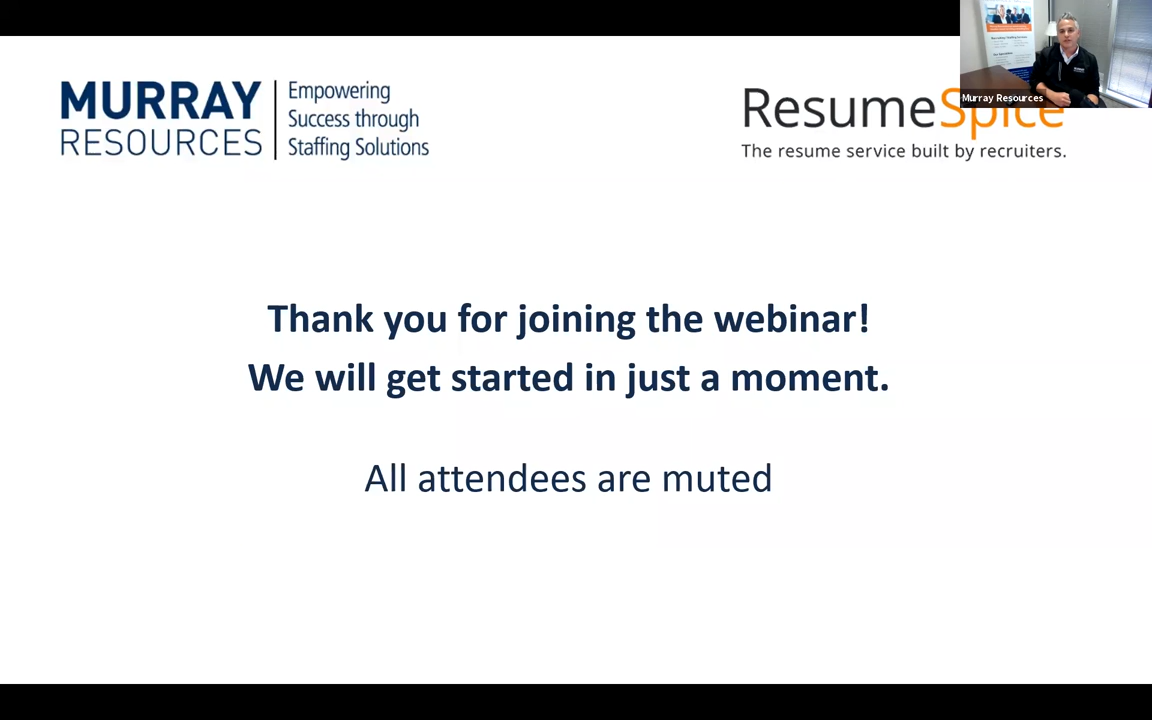 MURRAY
RESOURCES
Empowering
Success through
Staffing Solutions
ResumeSpice
The resume service built by recruiters.
Murray Resources
Thank you for joining the webinar!
We will get started in just a moment.
All attendees are muted